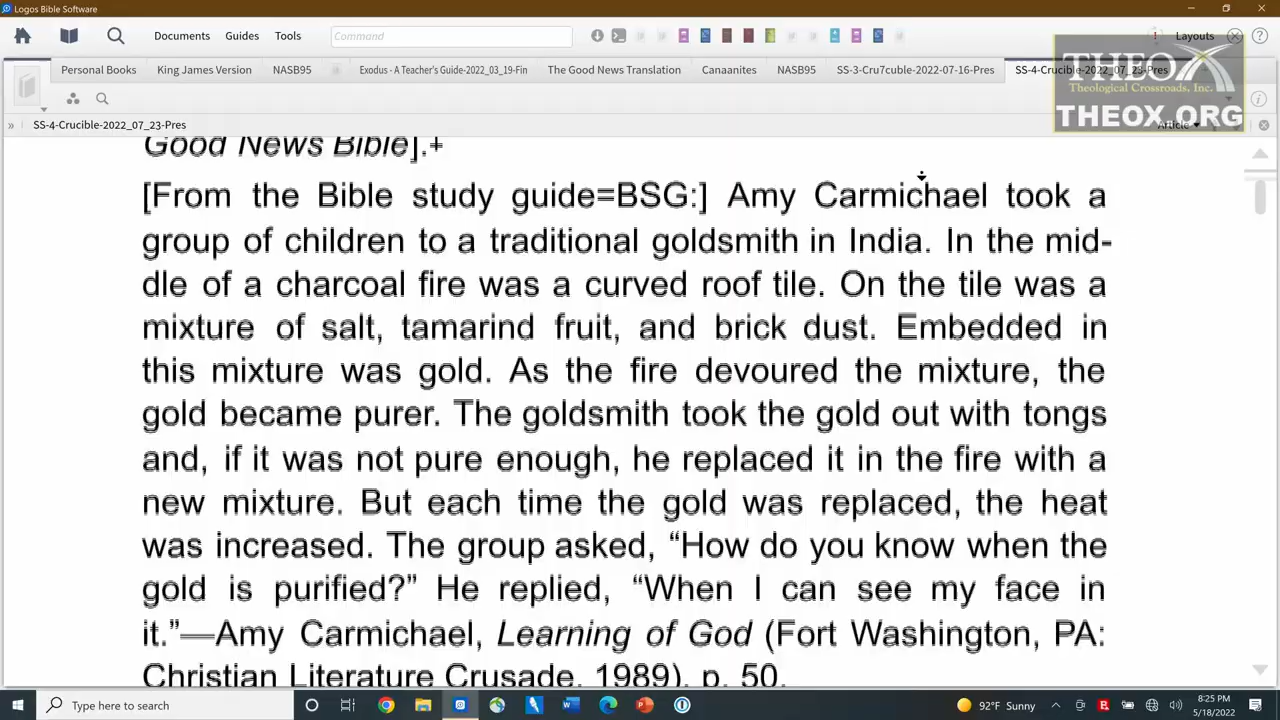 Logos Bible Software
Documents Guides Tools Command Layouts
Personal Books King James Version NASB95 _2022_03_19-Fin The Good News Translation Canaanites NASB95 SS-3-Cec7cuble-2022-07-16-Pres SS-4-Crucible-2022_07_23-Pres
THEOX
Theological Crossroads, Inc.
THEOX.ORG
» SS-4-Crucible-2022_07_23-Pres Article
Good News Bible].+
[From the Bible study guide=BSG:] Amy Carmichael took a
group of children to a traditional goldsmith in India. In the mid-
dle of a charcoal fire was a curved roof tile. On the tile was a
mixture of salt, tamarind fruit, and brick dust. Embedded in
this mixture was gold. As the fire devoured the mixture, the
gold became purer. The goldsmith took the gold out with tongs
and, if it was not pure enough, he replaced it in the fire with a
new mixture. But each time the gold was replaced, the heat
was increased. The group asked, “How do you know when the
gold is purified?” He replied, “When I can see my face in
it.”—Amy Carmichael, Learning of God (Fort Washington, PA:
Christian Literature Crusade, 1989), p. 50.
Type here to search 92°F Sunny 8:25 PM
5/18/2022